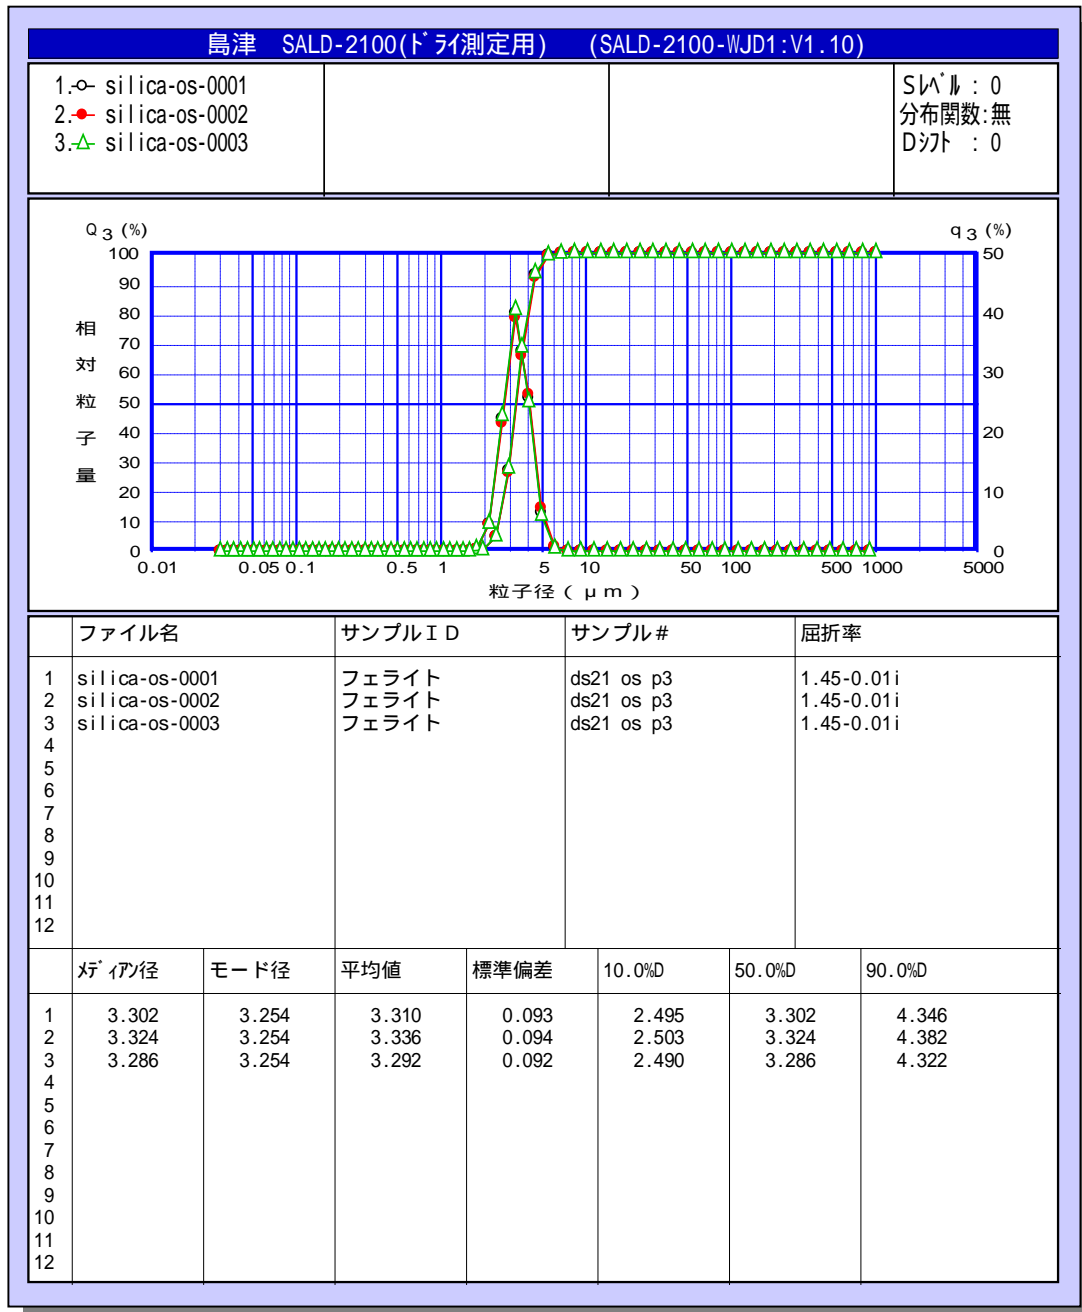 島津 SALD-2100(ﾄﾞﾗｲ測定用) (SALD-2100-WJD1:V1.10)
1. silica-os-0001
2. silica-os-0002
3. silica-os-0003
Sﾚﾍﾞﾙ : 0
分布関数:無
Dｼﾌﾄ : 0
Q3 (%)
q3 (%)
100
90
80
70
60
50
40
30
20
10
0
相対粒子量
50
40
30
20
10
0
0.01 0.05 0.1 0.5 1 5 10 50 100 500 1000 5000
粒子径 ( μm )
ファイル名 サンプルＩＤ サンプル# 屈折率
1 silica-os-0001 フェライト ds21 os p3 1.45-0.01i
2 silica-os-0002 フェライト ds21 os p3 1.45-0.01i
3 silica-os-0003 フェライト ds21 os p3 1.45-0.01i
4
5
6
7
8
9
10
11
12
ﾒﾃﾞｨｱﾝ径 モード径 平均値 標準偏差 10.0%D 50.0%D 90.0%D
1 3.302 3.254 3.310 0.093 2.495 3.302 4.346
2 3.324 3.254 3.336 0.094 2.503 3.324 4.382
3 3.286 3.254 3.292 0.092 2.490 3.286 4.322
4
5
6
7
8
9
10
11
12